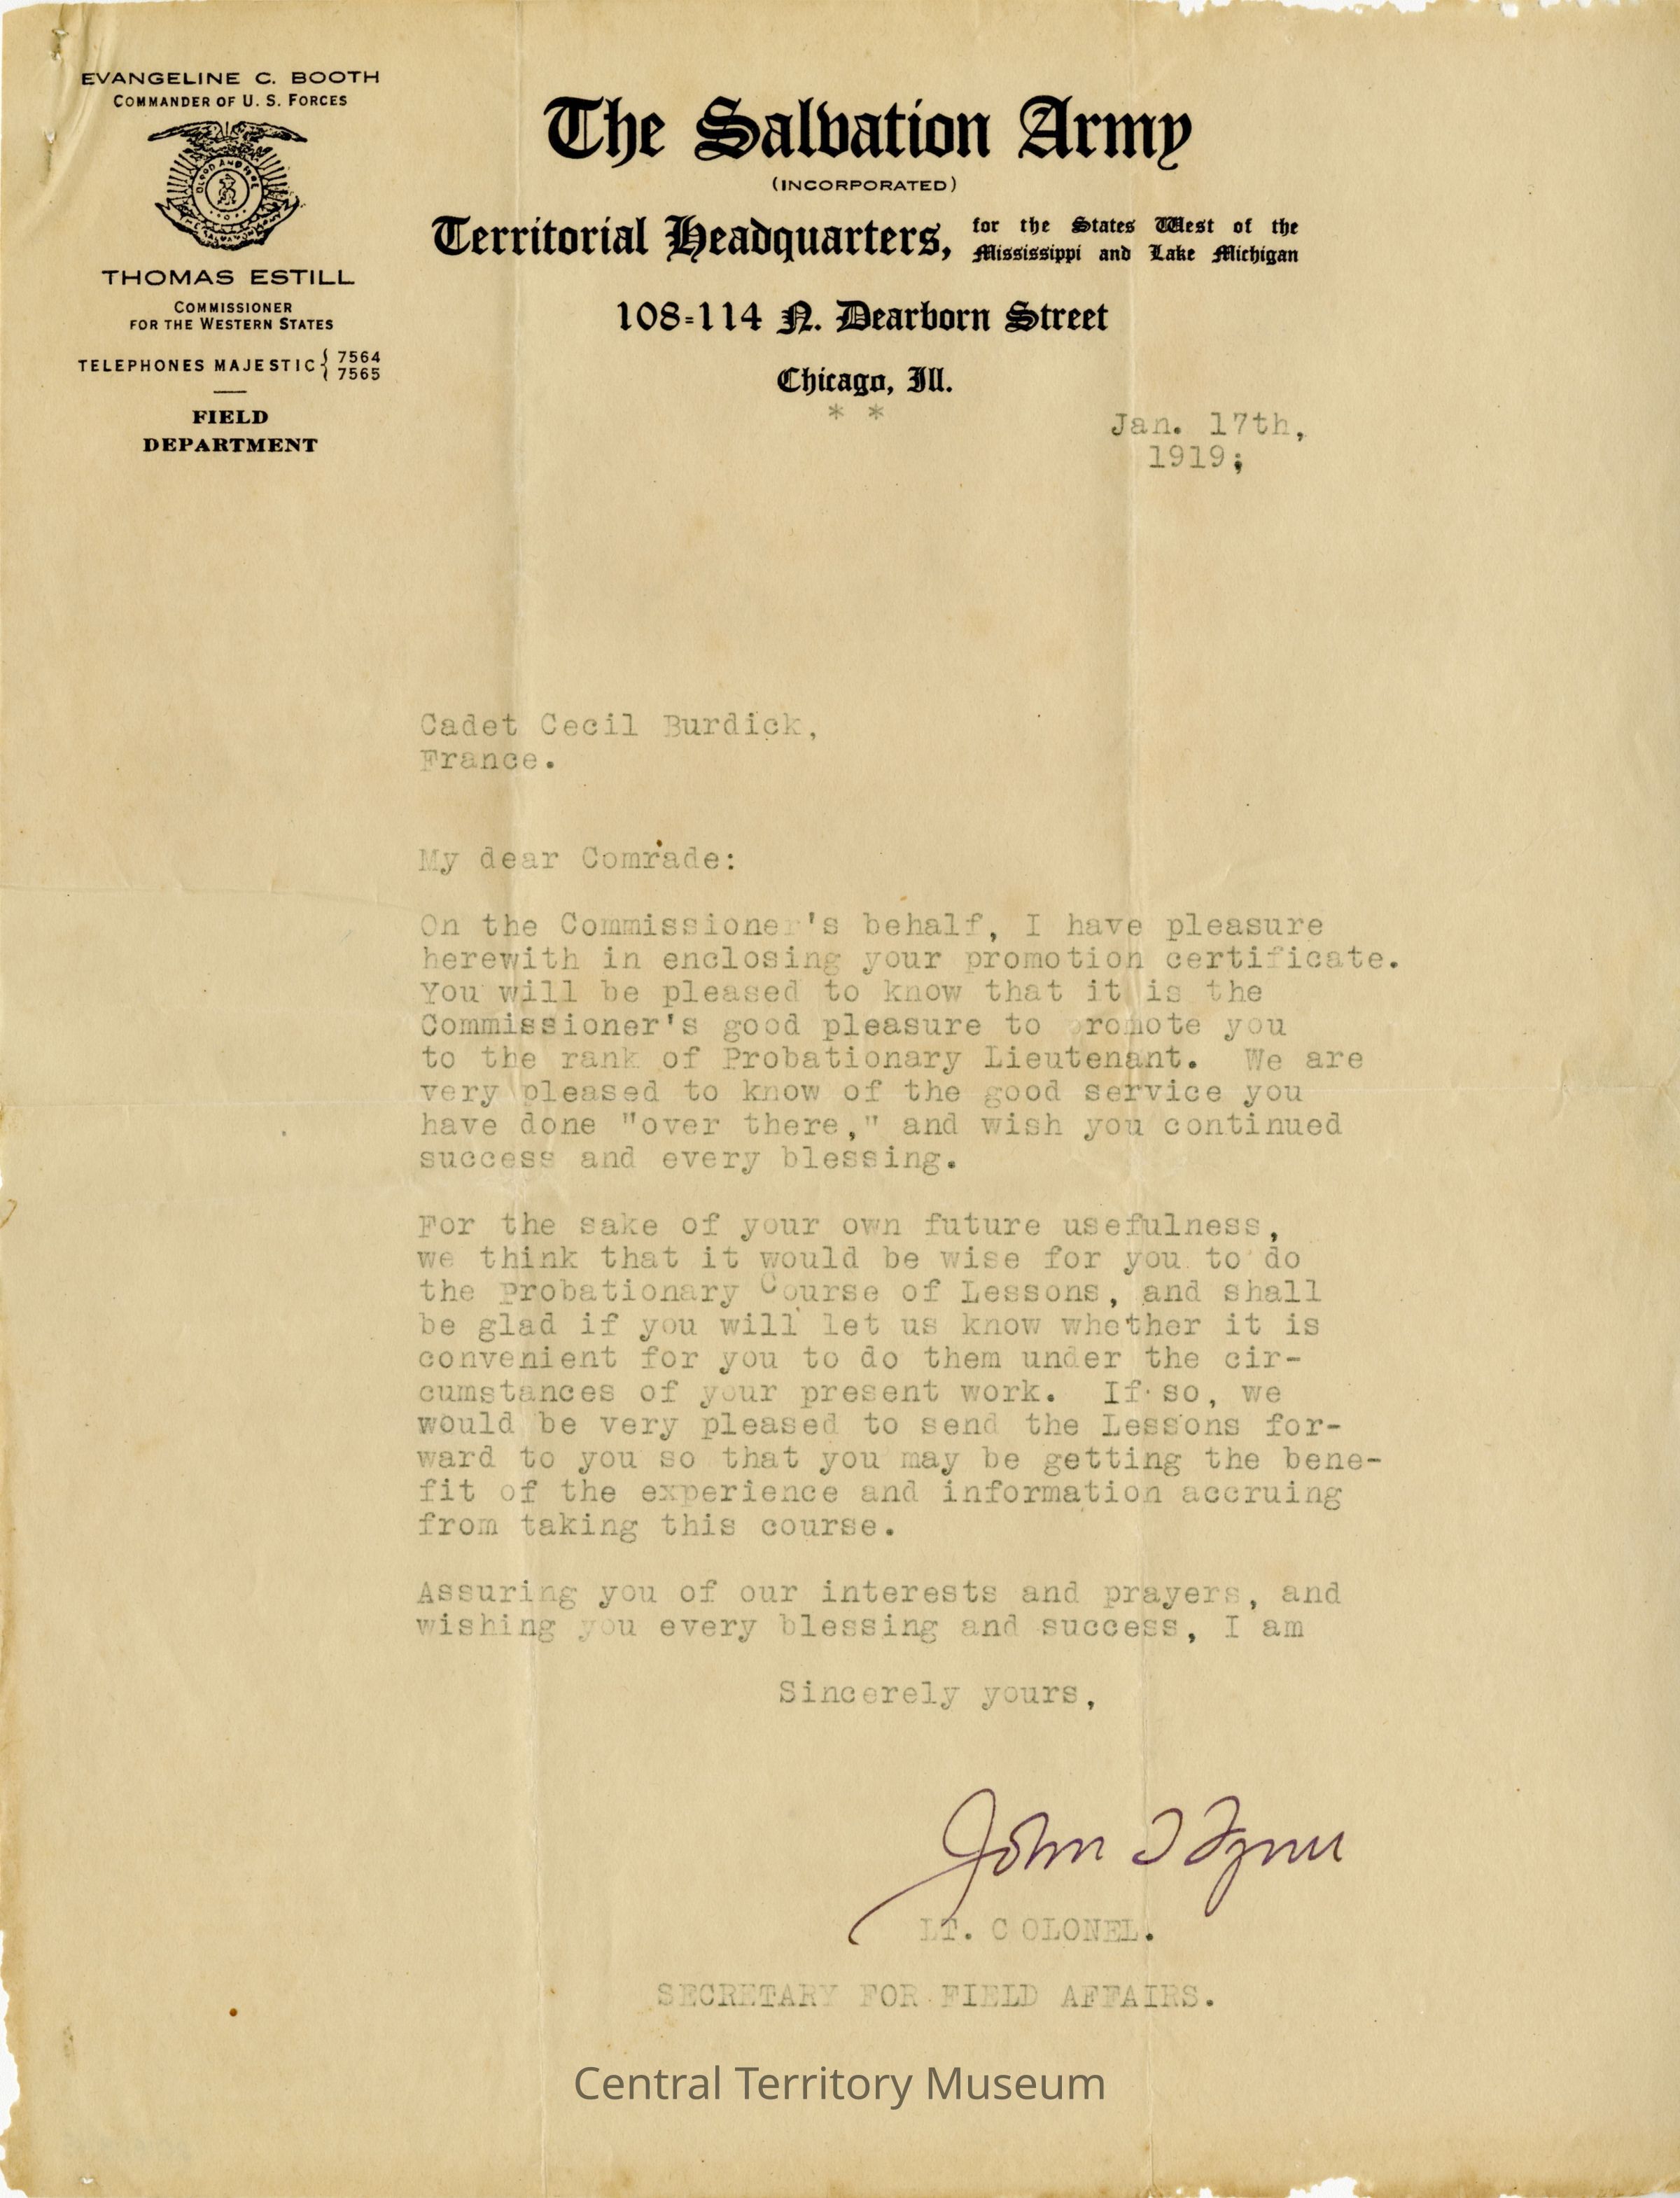 EVANGELINE C. BOOTH
COMMANDER OF U. S. FORCES
THOMAS ESTILL
COMMISSIONER
FOR THE WESTERN STATES
TELEPHONES MAJESTIC { 7564
7565
FIELD
DEPARTMENT
The Salvation Army
(INCORPORATED)
Territorial Headquarters, for the States West of the
Mississippi and Lake Michigan
108-114 N. Dearborn Street
Chicago, Ill.
* *
Jan. 17th,
1919;
Cadet Cecil Burdick,
France.
My dear Comrade:
On the Commissioner's behalf, I have pleasure
herewith in enclosing your promotion certificate.
You will be pleased to know that it is the
Commissioner's good pleasure to promote you
to the rank of Probationary Lieutenant. We are
very pleased to know of the good service you
have done "over there," and wish you continued
success and every blessing.
For the sake of your own future usefulness,
we think that it would be wise for you to do
the Probationary Course of Lessons, and shall
be glad if you will let us know whether it is
convenient for you to do them under the cir-
cumstances of your present work. If so, we
would be very pleased to send the Lessons for-
ward to you so that you may be getting the bene-
fit of the experience and information accruing
from taking this course.
Assuring you of our interests and prayers, and
wishing you every blessing and success, I am
Sincerely yours,
John
LT. COLONEL.
SECRETARY FOR FIELD AFFAIRS.
Central Territory Museum